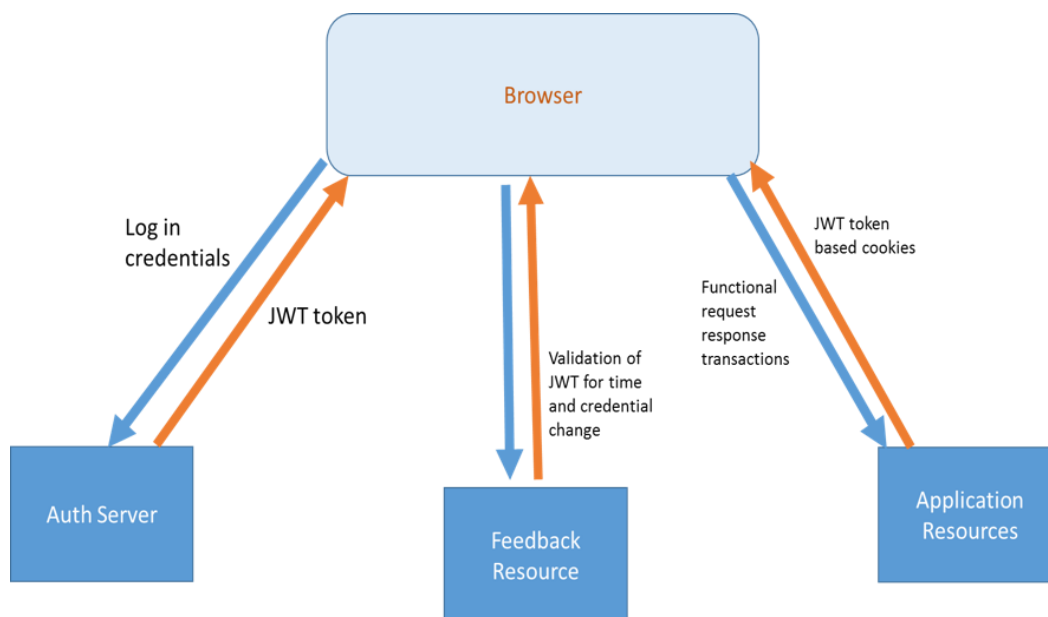 Browser
Log in
credentials
JWT token
JWT token
based cookies
Functional
request
response
transactions
Validation of
JWT for time
and credential
change
Auth Server
Feedback
Resource
Application
Resources